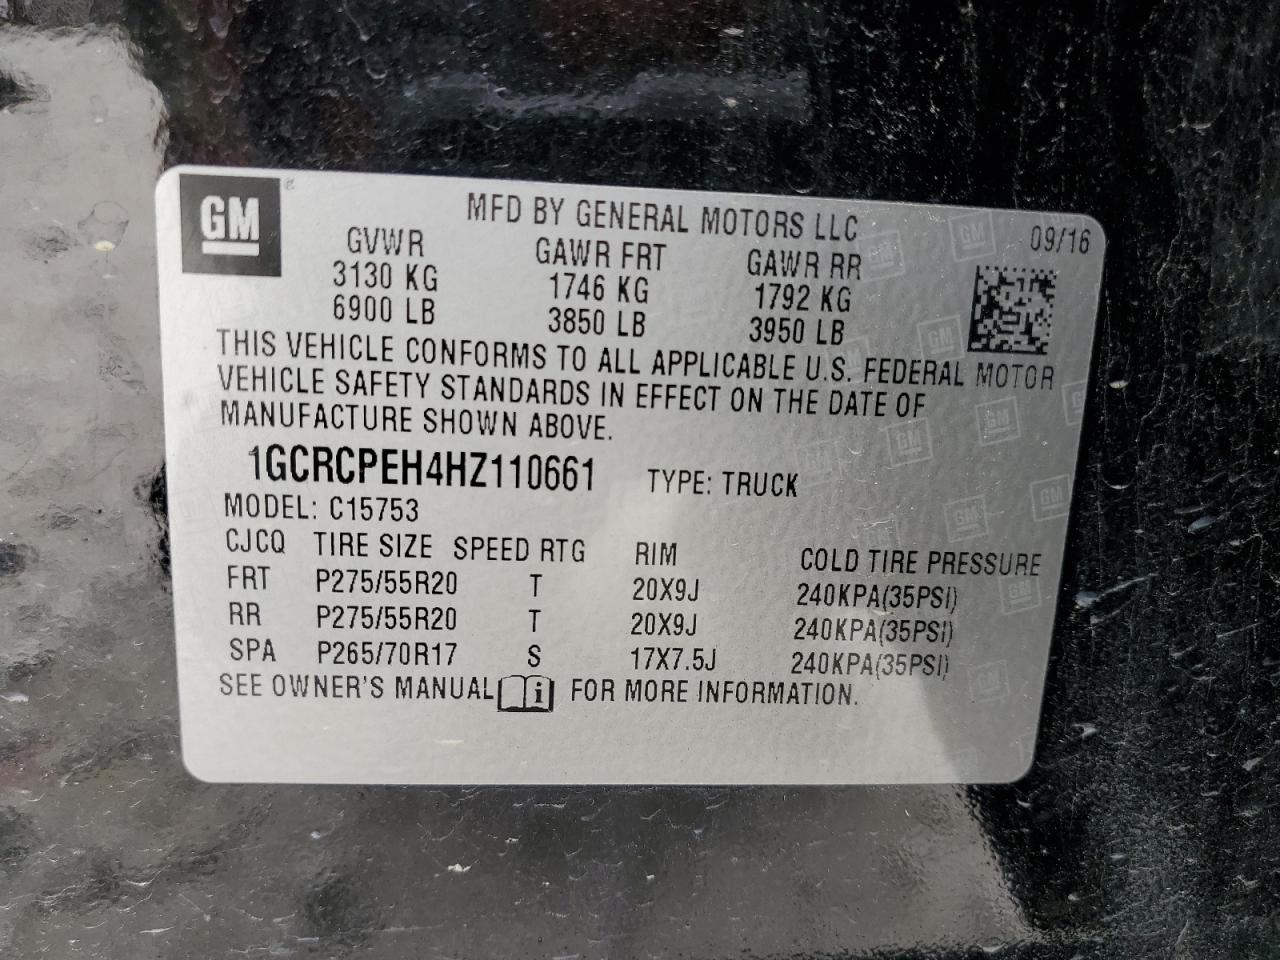 GM
MFD BY GENERAL MOTORS LLC
09/16
GVWR GAWR FRT GAWR RR
3130 KG 1746 KG 1792 KG
6900 LB 3850 LB 3950 LB
THIS VEHICLE CONFORMS TO ALL APPLICABLE U.S. FEDERAL MOTOR
VEHICLE SAFETY STANDARDS IN EFFECT ON THE DATE OF
MANUFACTURE SHOWN ABOVE.
1GCRCPEH4HZ110661 TYPE: TRUCK
MODEL: C15753
CJCQ TIRE SIZE SPEED RTG RIM COLD TIRE PRESSURE
FRT P275/55R20 T 20X9J 240KPA(35PSI)
RR P275/55R20 T 20X9J 240KPA(35PSI)
SPA P265/70R17 S 17X7.5J 240KPA(35PSI)
SEE OWNER'S MANUAL i FOR MORE INFORMATION.